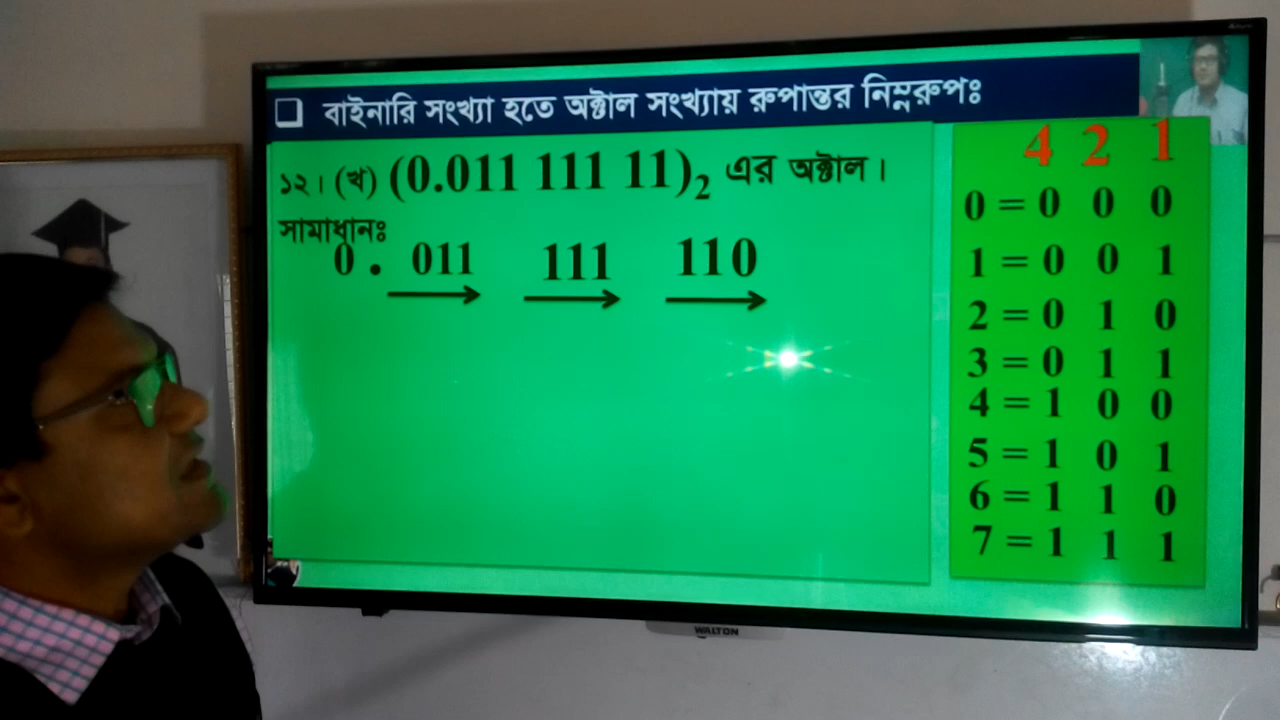 বাইনারি সংখ্যা হতে অক্টাল সংখ্যায় রুপান্তর নিম্নরুপঃ
১২। (খ) (0.011 111 11)₂ এর অক্টাল।
সামাধানঃ
0 . 011 111 110
4 2 1
0 = 0 0 0
1 = 0 0 1
2 = 0 1 0
3 = 0 1 1
4 = 1 0 0
5 = 1 0 1
6 = 1 1 0
7 = 1 1 1
WALTON